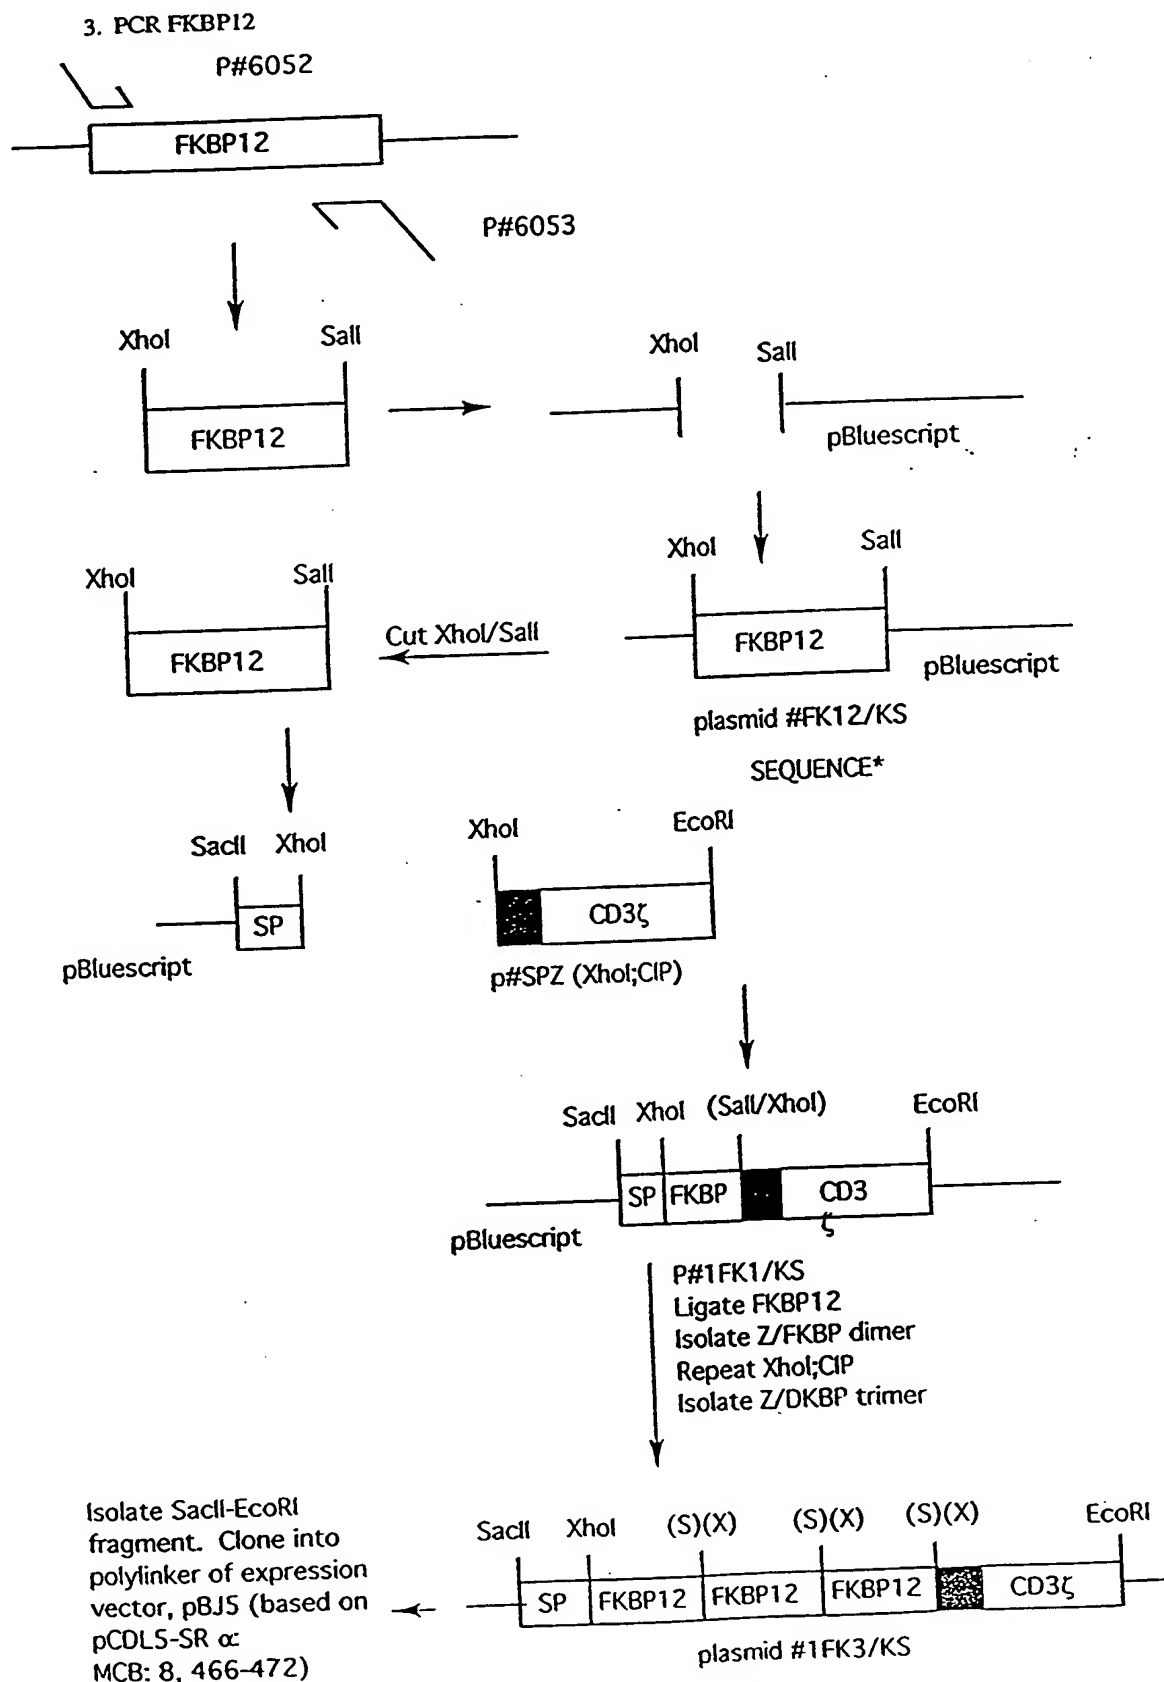 3. PCR FKBP12
P#6052
FKBP12
P#6053
XhoI SalI
FKBP12
XhoI SalI
pBluescript
XhoI SalI
FKBP12
Cut XhoI/SalI
XhoI SalI
FKBP12
pBluescript
plasmid #FK12/KS
SEQUENCE*
SacII XhoI
SP
pBluescript
XhoI EcoRI
CD3ζ
p#SPZ (XhoI;CIP)
SacII XhoI (SalI/XhoI) EcoRI
SP FKBP CD3
ζ
pBluescript
P#1FK1/KS
Ligate FKBP12
Isolate Z/FKBP dimer
Repeat XhoI;CIP
Isolate Z/DKBP trimer
Isolate SacII-EcoRI
fragment. Clone into
polylinker of expression
vector, pBJ5 (based on
pCDL5-SR α:
MCB: 8, 466-472)
SacII XhoI (S)(X) (S)(X) (S)(X) EcoRI
SP FKBP12 FKBP12 FKBP12 CD3ζ
plasmid #1FK3/KS